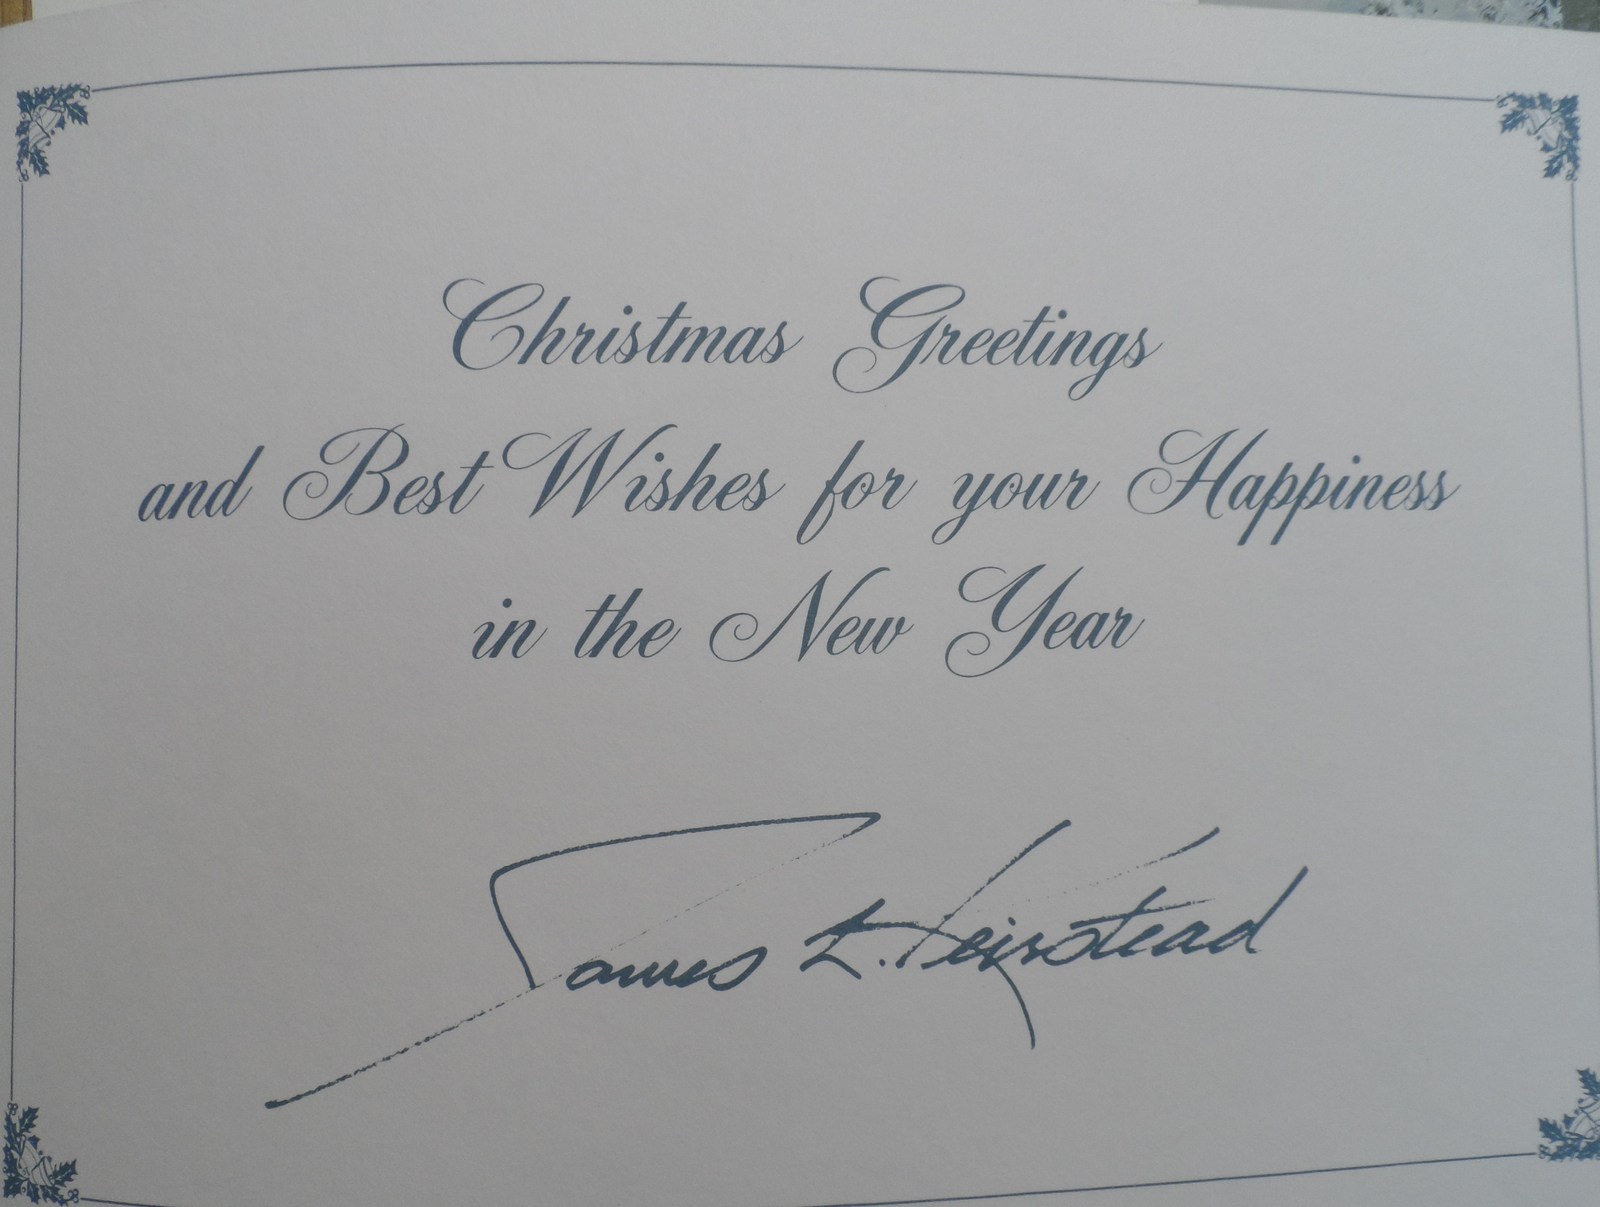 Christmas Greetings
and Best Wishes for your Happiness
in the New Year
James L.